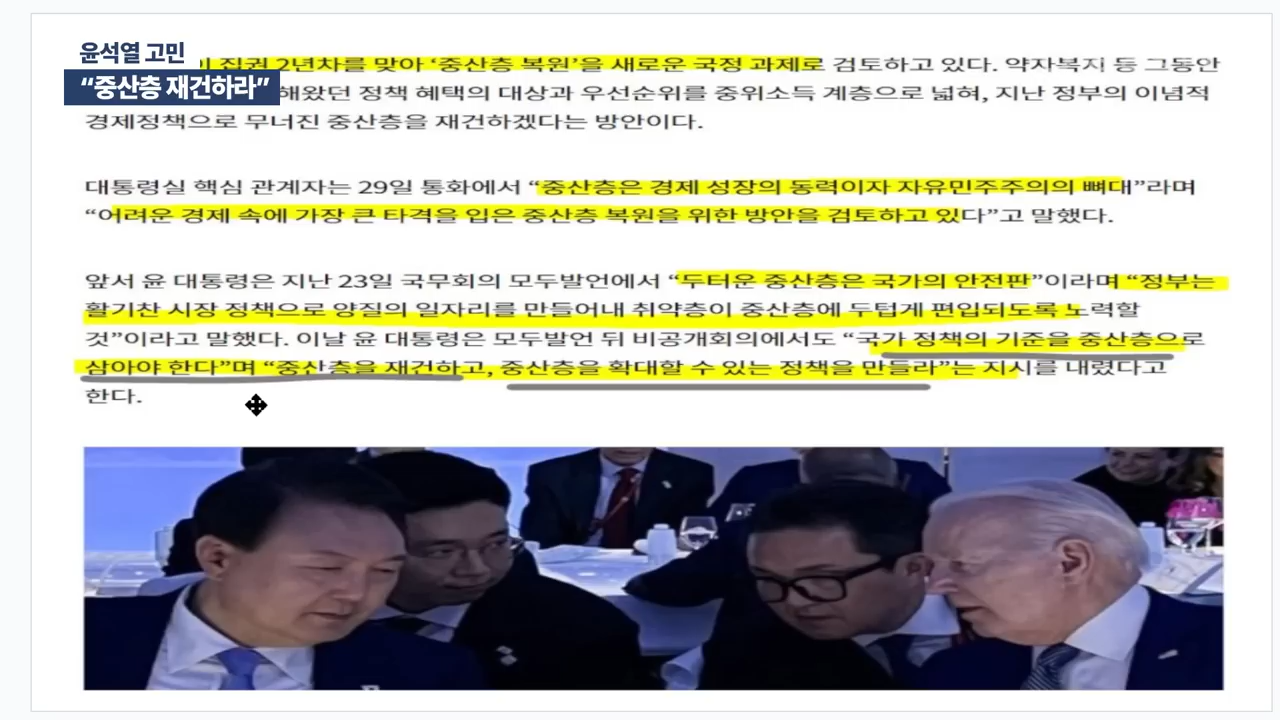 윤석열 고민
“중산층 재건하라”
집권 2년차를 맞아 ‘중산층 복원’을 새로운 국정 과제로 검토하고 있다. 약자복지 등 그동안
해왔던 정책 혜택의 대상과 우선순위를 중위소득 계층으로 넓혀, 지난 정부의 이념적
경제정책으로 무너진 중산층을 재건하겠다는 방안이다.
대통령실 핵심 관계자는 29일 통화에서 “중산층은 경제 성장의 동력이자 자유민주주의의 뼈대”라며
“어려운 경제 속에 가장 큰 타격을 입은 중산층 복원을 위한 방안을 검토하고 있다”고 말했다.
앞서 윤 대통령은 지난 23일 국무회의 모두발언에서 “두터운 중산층은 국가의 안전판”이라며 “정부는
활기찬 시장 정책으로 양질의 일자리를 만들어내 취약층이 중산층에 두텁게 편입되도록 노력할
것”이라고 말했다. 이날 윤 대통령은 모두발언 뒤 비공개회의에서도 “국가 정책의 기준을 중산층으로
삼아야 한다”며 “중산층을 재건하고, 중산층을 확대할 수 있는 정책을 만들라”는 지시를 내렸다고
한다.